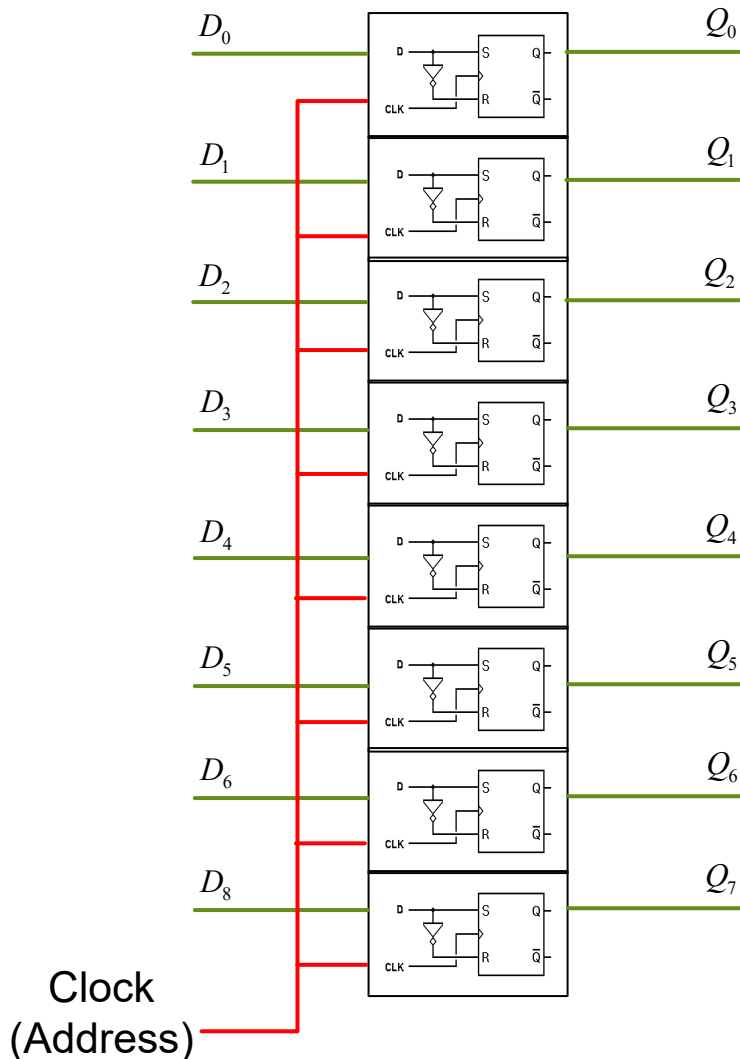 D₀ Q₀
D S Q
R Q̅
CLK
D₁ Q₁
D S Q
R Q̅
CLK
D₂ Q₂
D S Q
R Q̅
CLK
D₃ Q₃
D S Q
R Q̅
CLK
D₄ Q₄
D S Q
R Q̅
CLK
D₅ Q₅
D S Q
R Q̅
CLK
D₆ Q₆
D S Q
R Q̅
CLK
D₈ Q₇
D S Q
R Q̅
CLK
Clock
(Address)